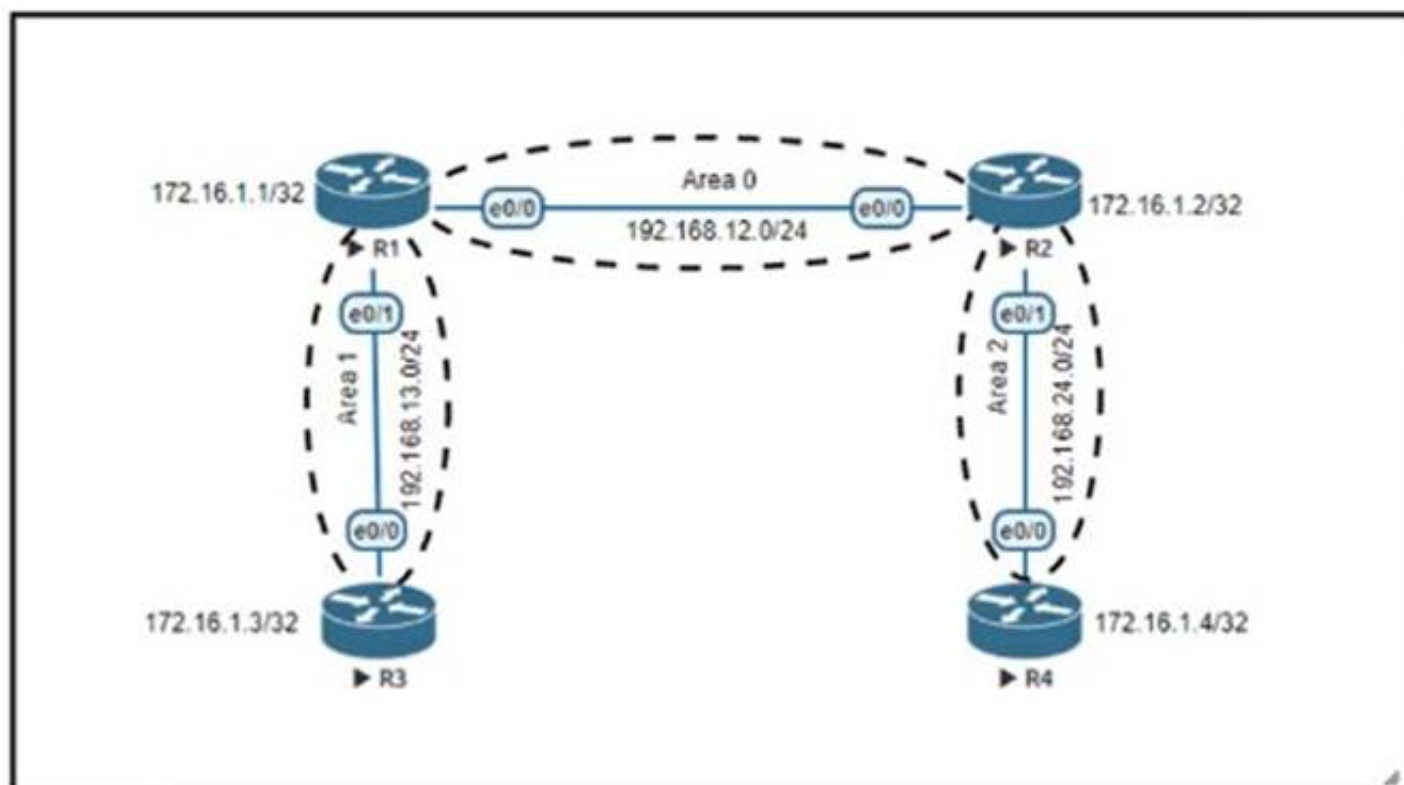 Area 0
172.16.1.1/32
e0/0
e0/0
172.16.1.2/32
192.168.12.0/24
R1
R2
e0/1
e0/1
Area 1
192.168.13.0/24
Area 2
192.168.24.0/24
e0/0
e0/0
172.16.1.3/32
172.16.1.4/32
R3
R4